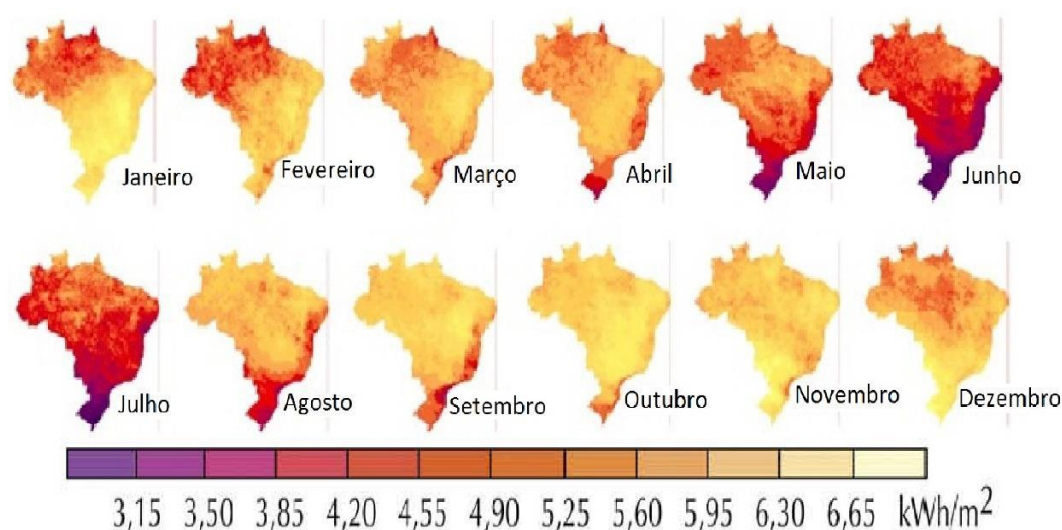 Janeiro
Fevereiro
Março
Abril
Maio
Junho
Julho
Agosto
Setembro
Outubro
Novembro
Dezembro
3,15 3,50 3,85 4,20 4,55 4,90 5,25 5,60 5,95 6,30 6,65 kWh/m²